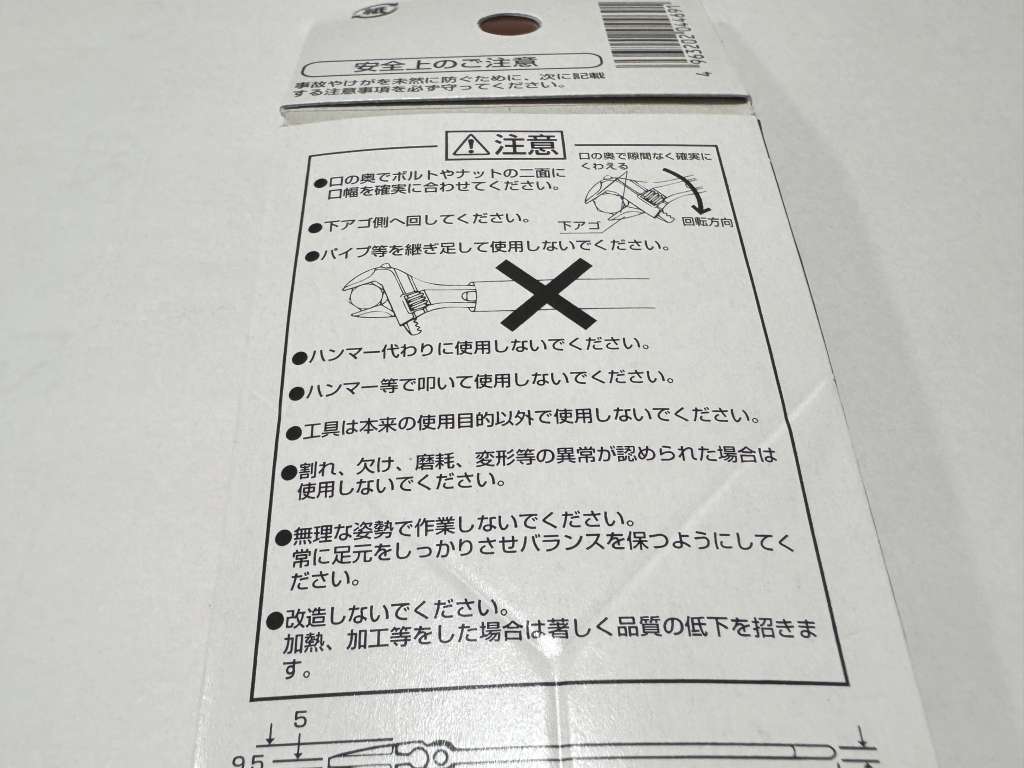 紙
4963202044691
安全上のご注意
事故やけがを未然に防ぐために、次に記載
する注意事項を必ず守ってください。
注意
●口の奥でボルトやナットの二面に
口幅を確実に合わせてください。
口の奥で隙間なく確実に
くわえる
下アゴ
回転方向
●下アゴ側へ回してください。
●パイプ等を継ぎ足して使用しないでください。
●ハンマー代わりに使用しないでください。
●ハンマー等で叩いて使用しないでください。
●工具は本来の使用目的以外で使用しないでください。
●割れ、欠け、磨耗、変形等の異常が認められた場合は
使用しないでください。
●無理な姿勢で作業しないでください。
常に足元をしっかりさせバランスを保つようにしてく
ださい。
●改造しないでください。
加熱、加工等をした場合は著しく品質の低下を招きま
す。
5
9.5